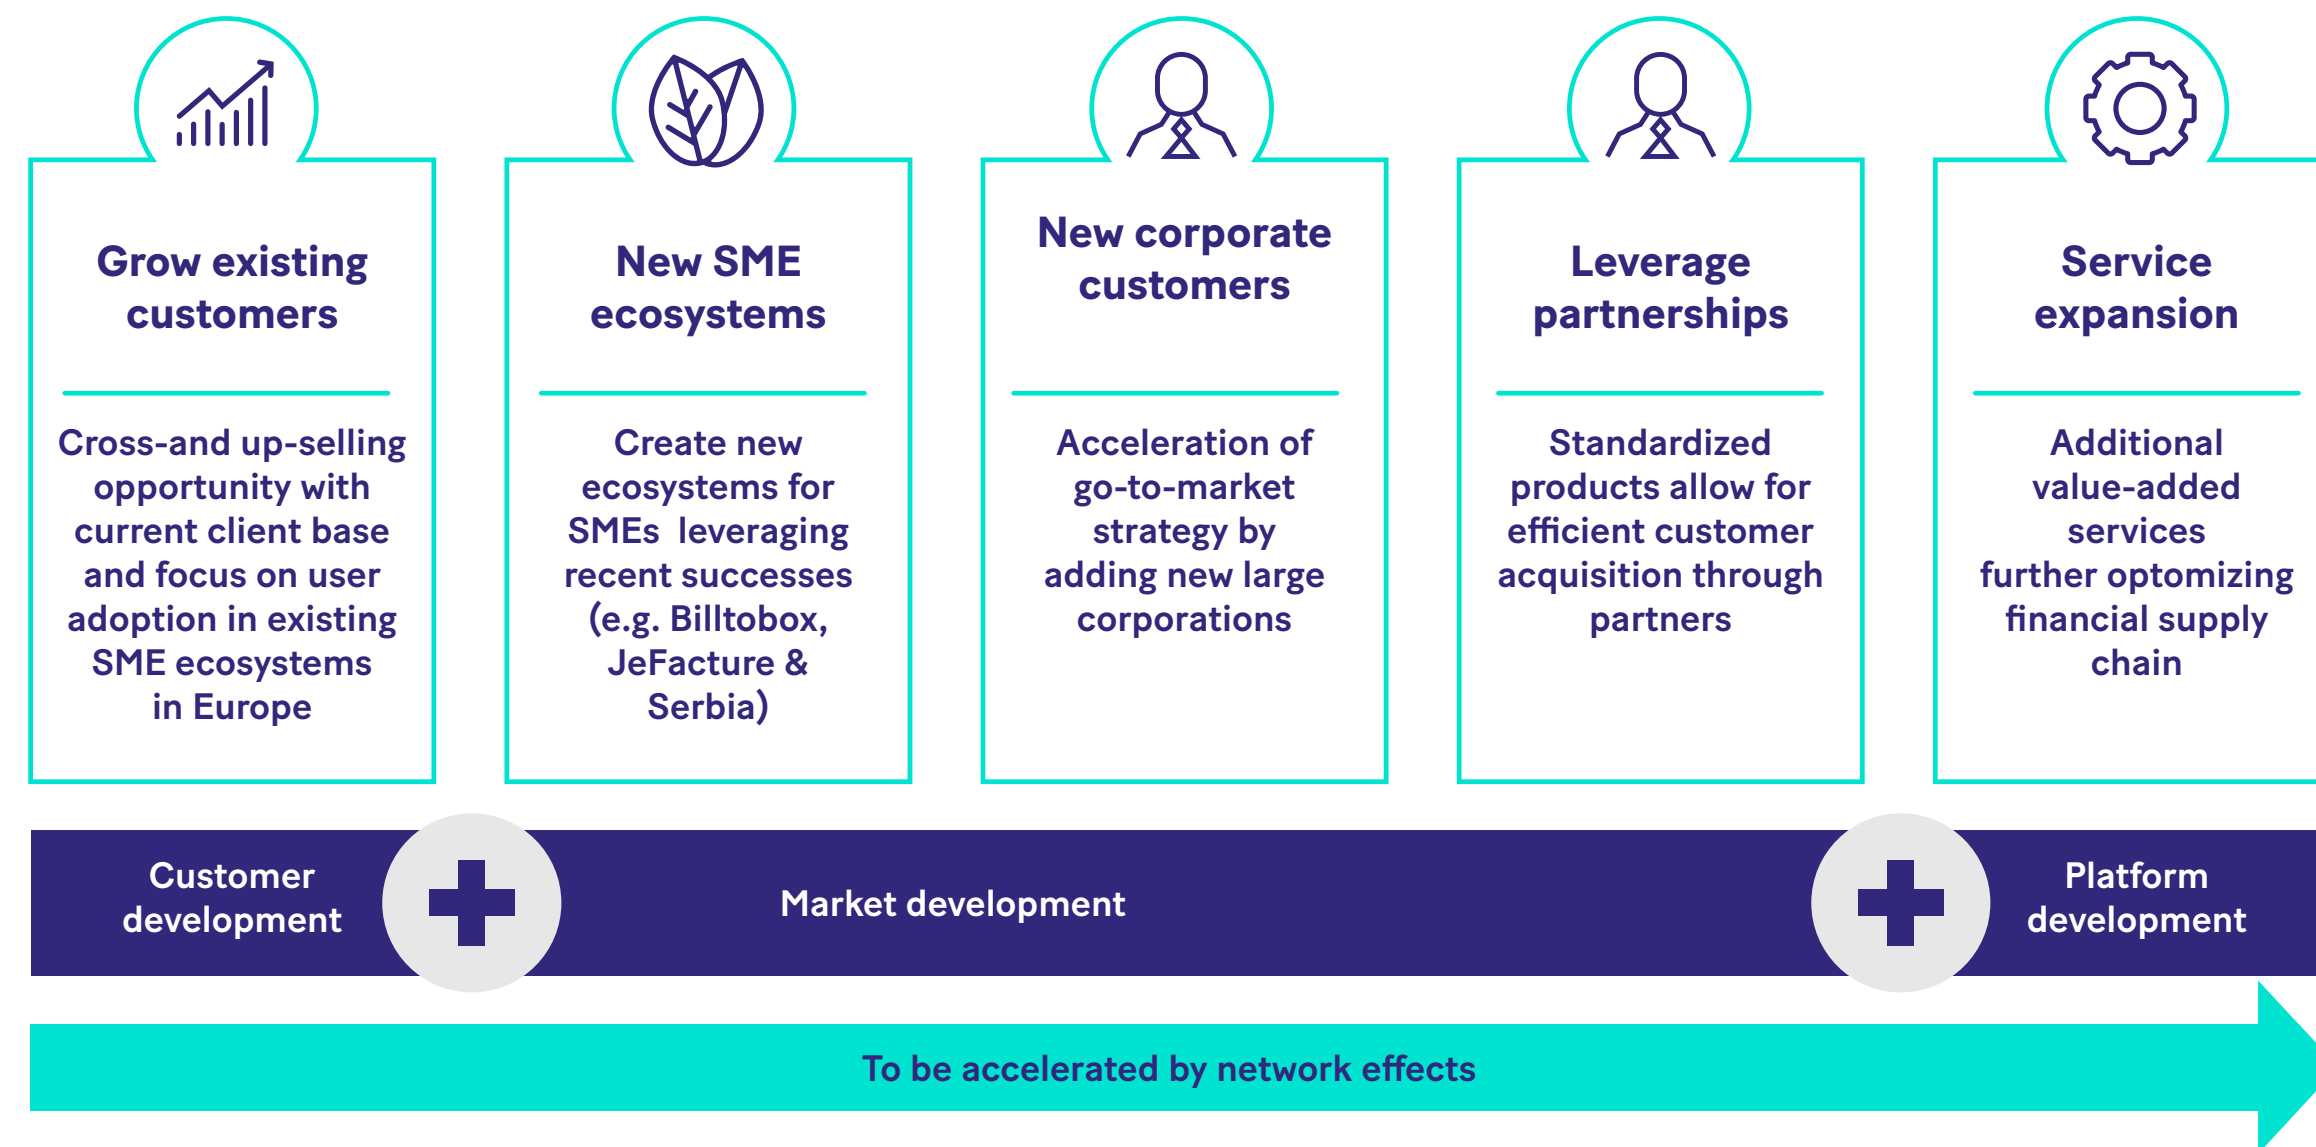 Grow existing
customers
Cross-and up-selling
opportunity with
current client base
and focus on user
adoption in existing
SME ecosystems
in Europe
New SME
ecosystems
Create new
ecosystems for
SMEs  leveraging
recent successes
(e.g. Billtobox,
JeFacture &
Serbia)
New corporate
customers
Acceleration of
go-to-market
strategy by
adding new large
corporations
Leverage
partnerships
Standardized
products allow for
efficient customer
acquisition through
partners
Service
expansion
Additional
value-added
services
further optomizing
financial supply
chain
Customer
development
Market development
Platform
development
To be accelerated by network effects